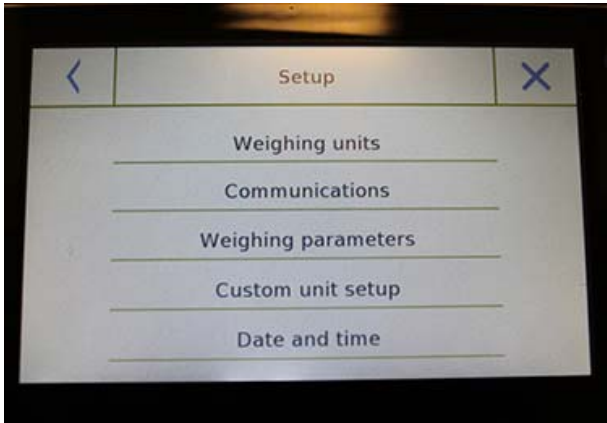 Setup
Weighing units
Communications
Weighing parameters
Custom unit setup
Date and time